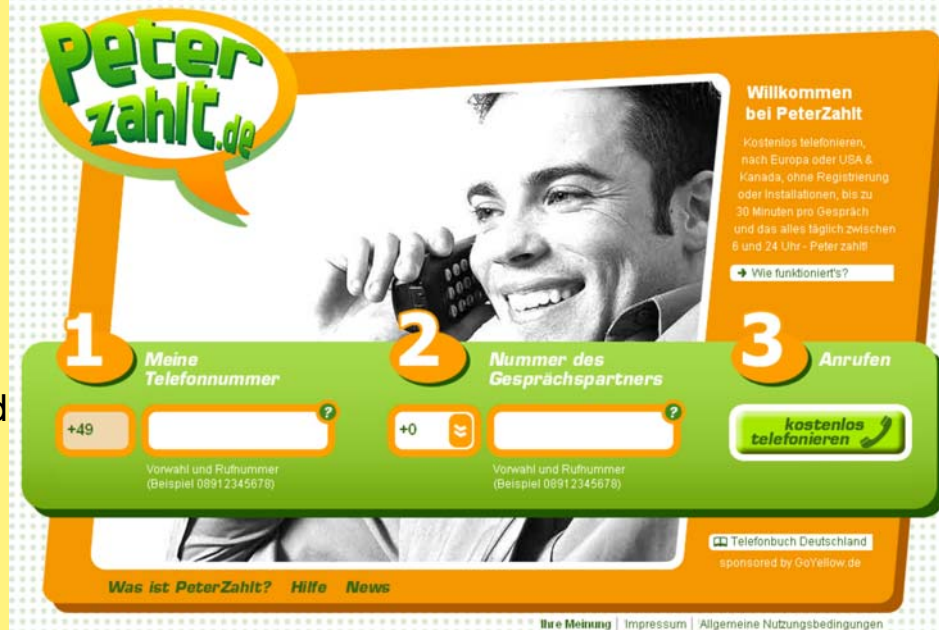 Peter
zahlt.de
Willkommen
bei PeterZahlt
Kostenlos telefonieren,
nach Europa oder USA &
Kanada, ohne Registrierung
oder Installationen, bis zu
30 Minuten pro Gespräch
und das alles täglich zwischen
6 und 24 Uhr - Peter zahlt!
Wie funktioniert's?
1
Meine
Telefonnummer
+49
?
Vorwahl und Rufnummer
(Beispiel 08912345678)
2
Nummer des
Gesprächspartners
+0
?
Vorwahl und Rufnummer
(Beispiel 08912345678)
3
Anrufen
kostenlos
telefonieren
Telefonbuch Deutschland
sponsored by GoYellow.de
Was ist PeterZahlt? Hilfe News
Ihre Meinung | Impressum | Allgemeine Nutzungsbedingungen